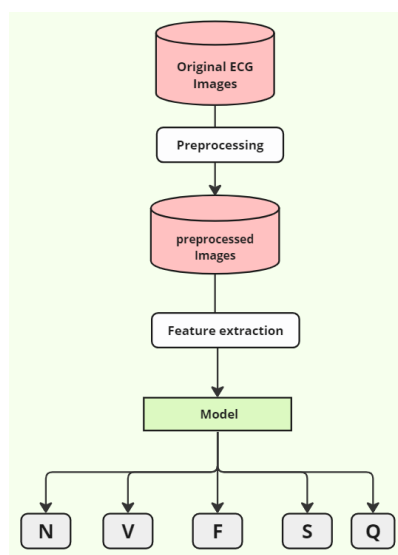 Original ECG
Images
Preprocessing
preprocessed
Images
Feature extraction
Model
N V F S Q